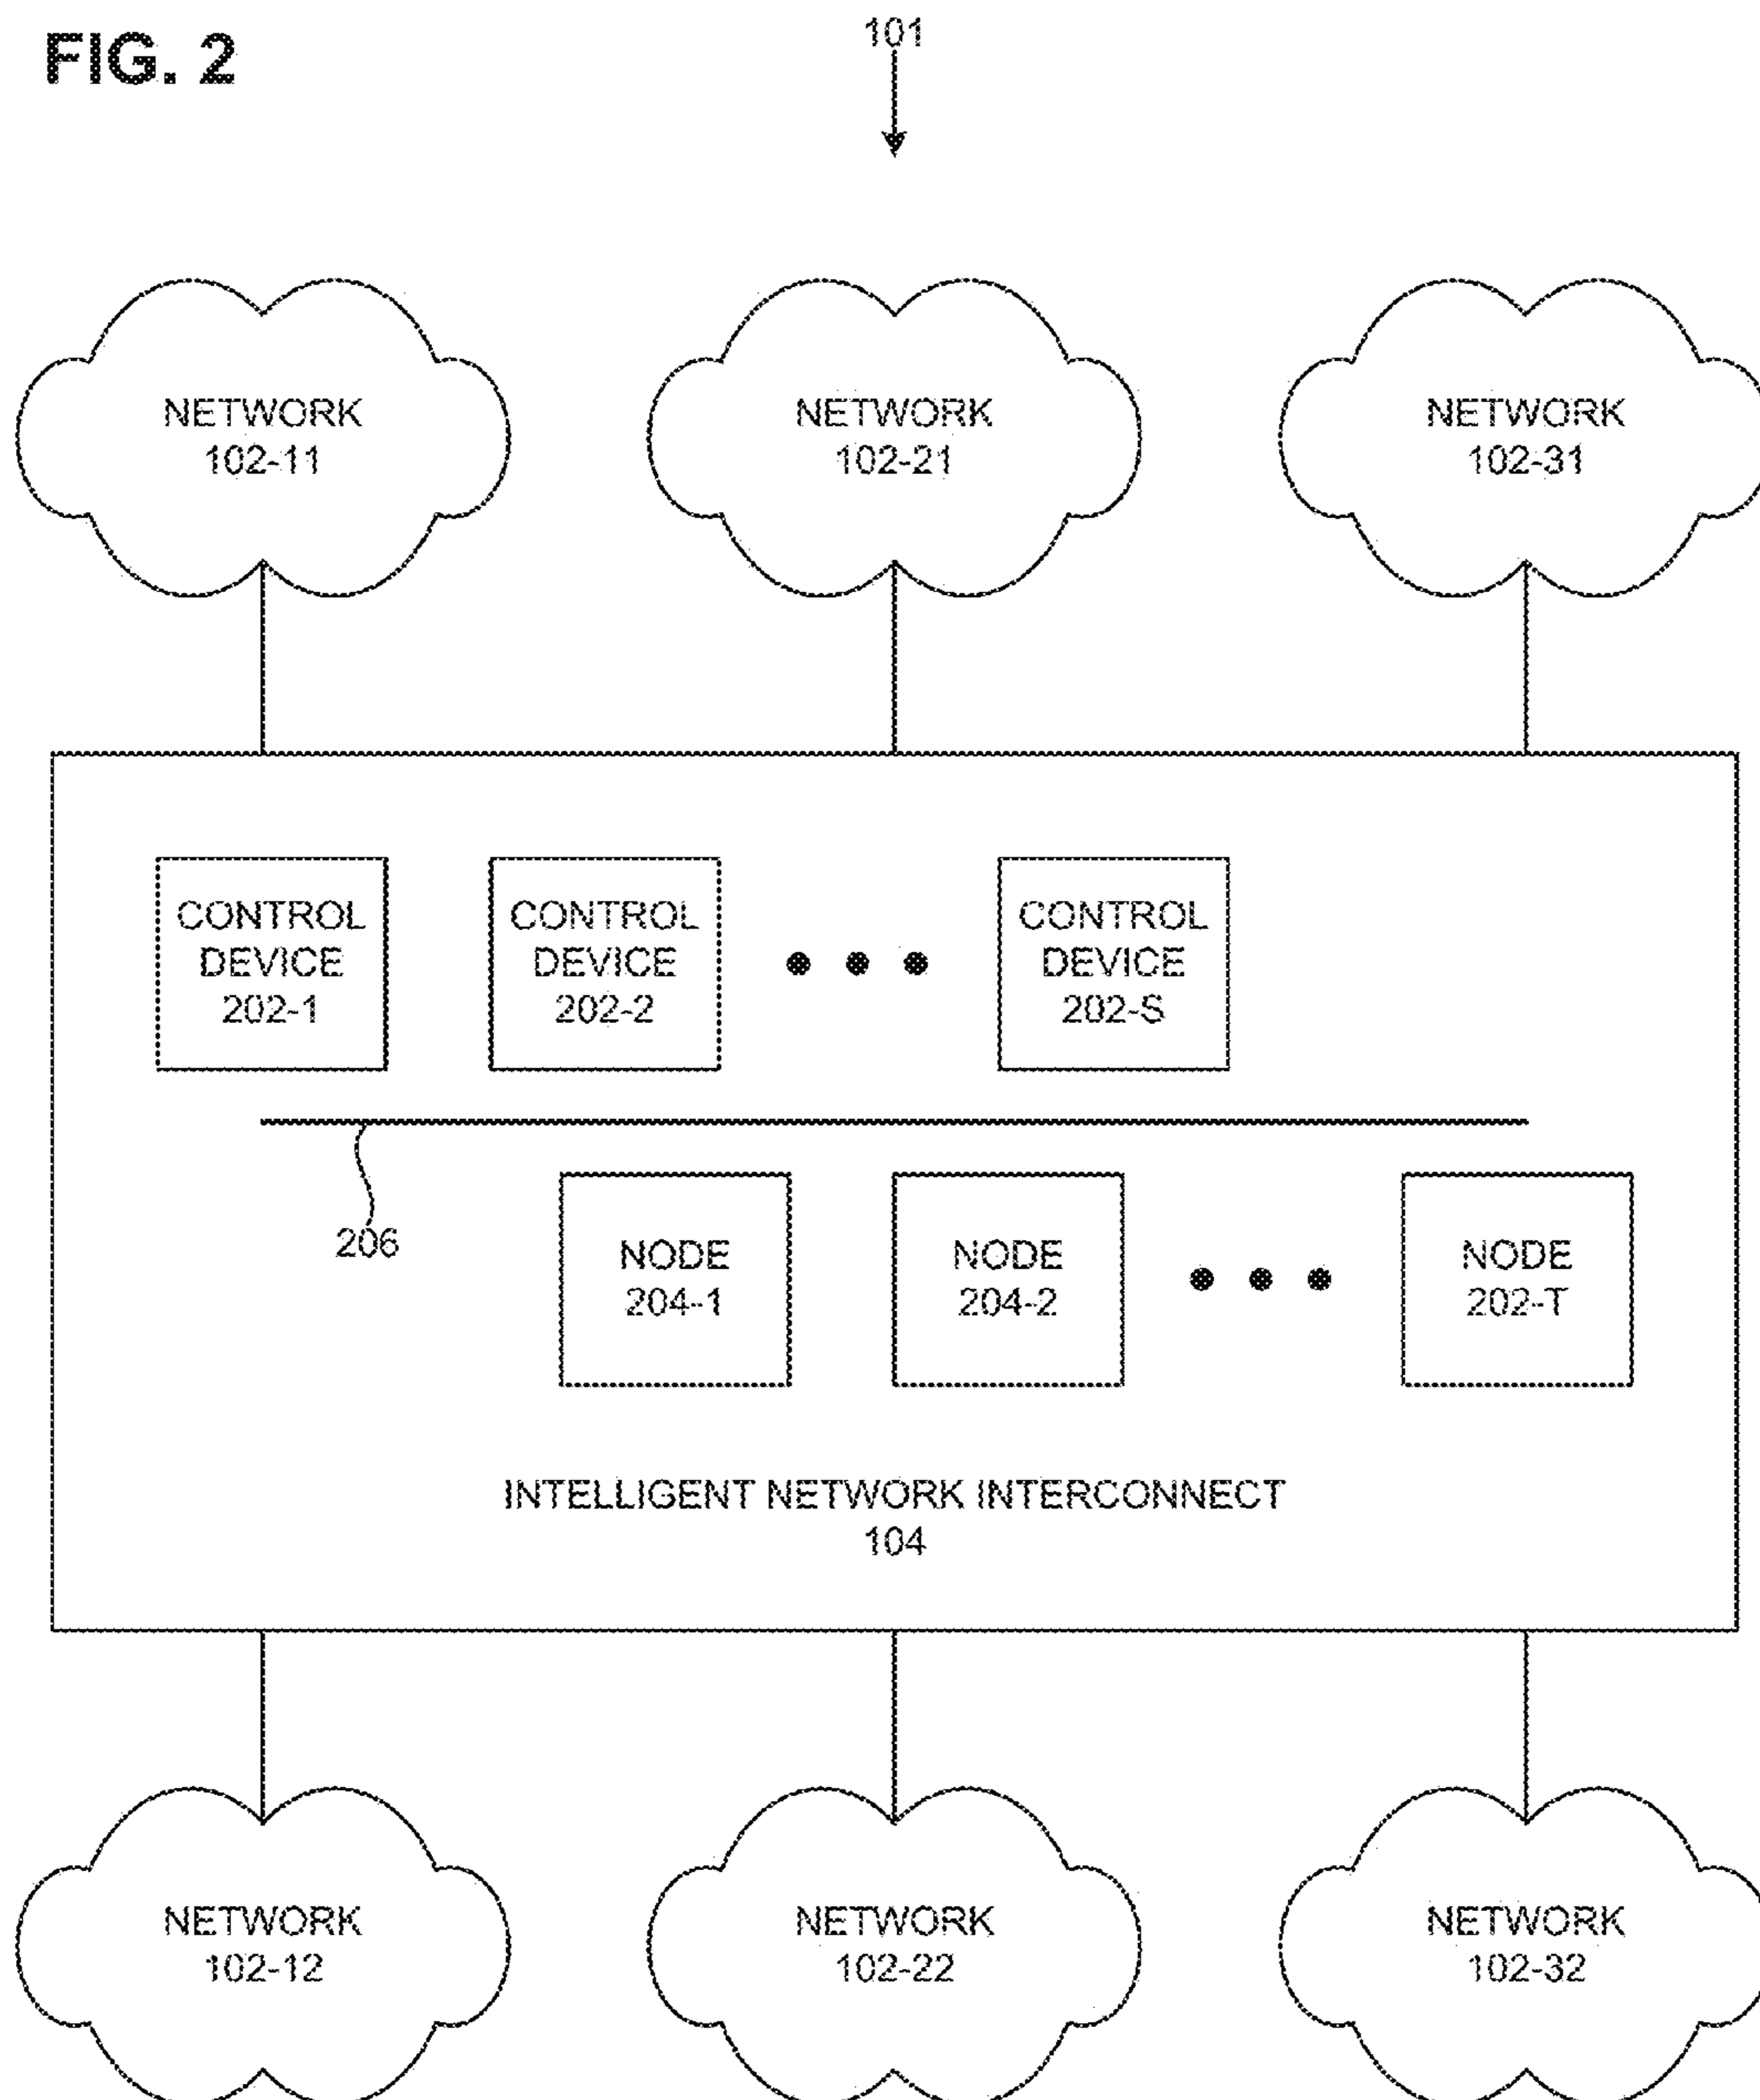 FIG. 2
101
NETWORK
102-11
NETWORK
102-21
NETWORK
102-31
CONTROL
DEVICE
202-1
CONTROL
DEVICE
202-2
CONTROL
DEVICE
202-S
206
NODE
204-1
NODE
204-2
NODE
202-T
INTELLIGENT NETWORK INTERCONNECT
104
NETWORK
102-12
NETWORK
102-22
NETWORK
102-32